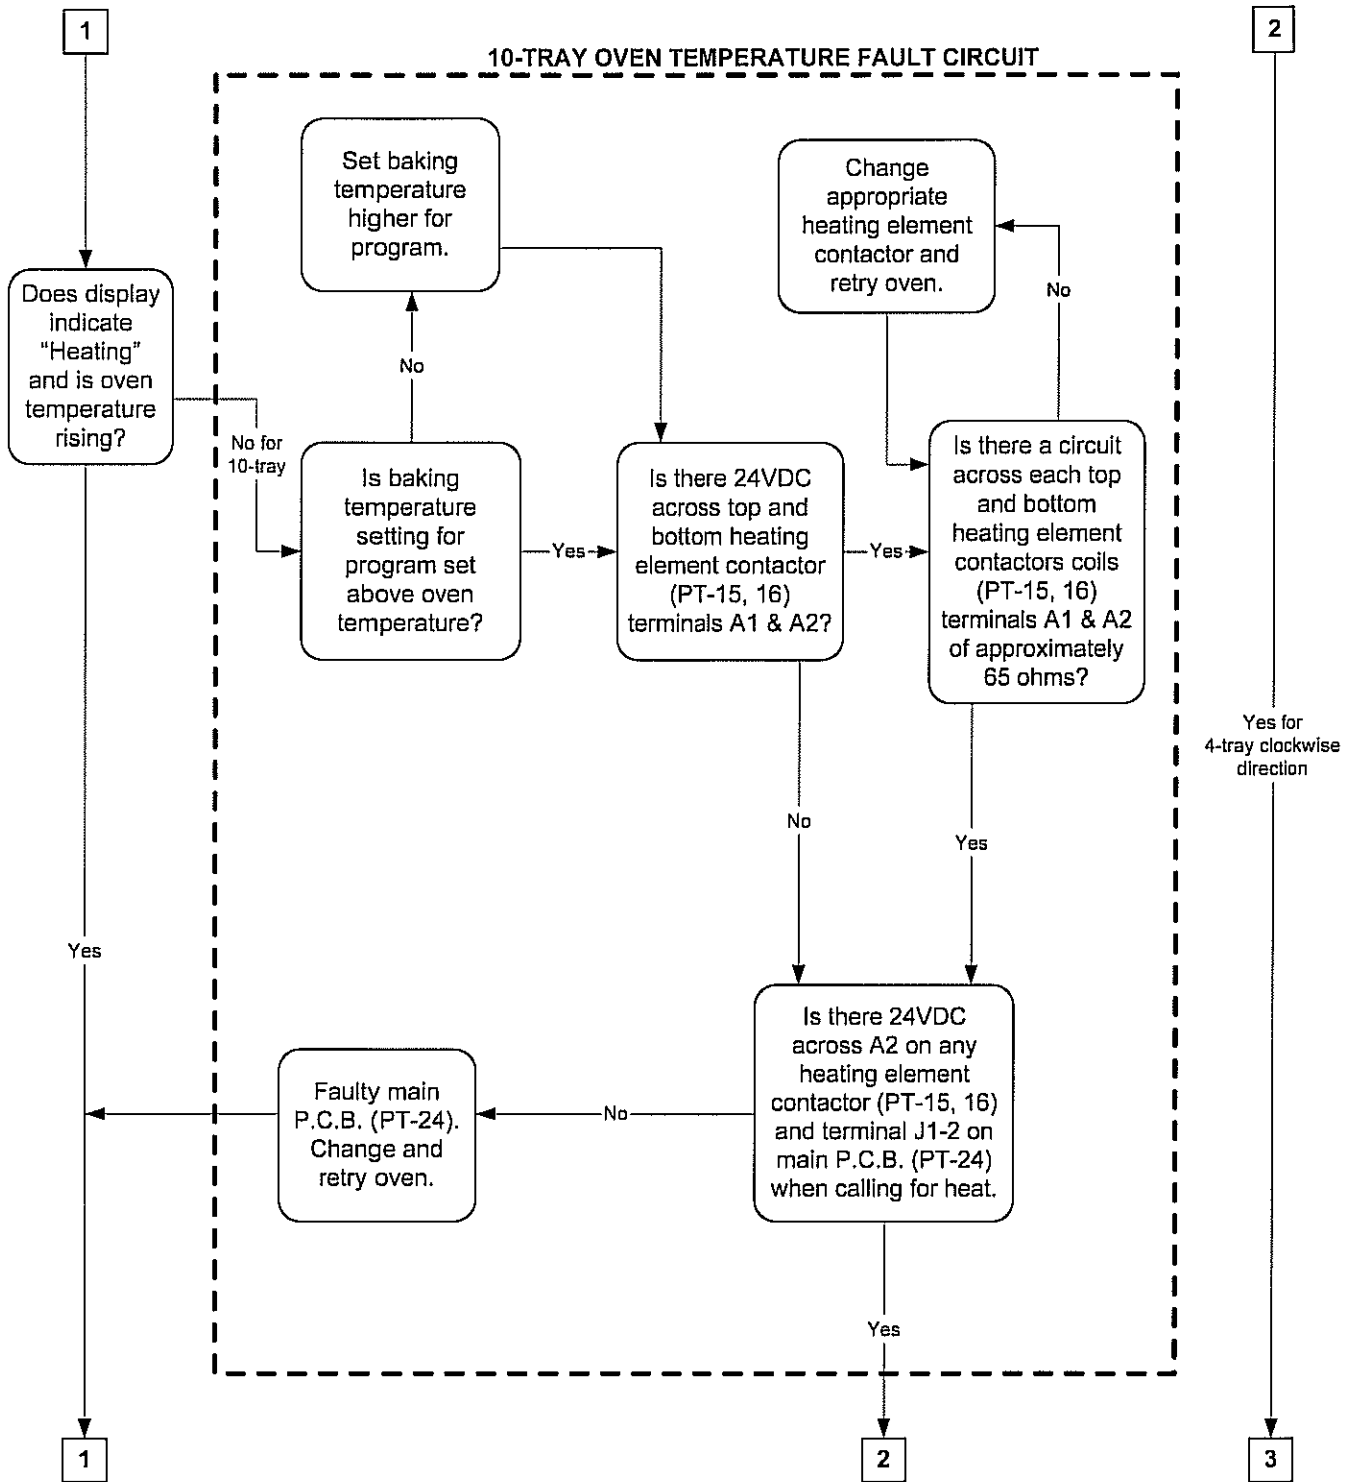 1
2
10-TRAY OVEN TEMPERATURE FAULT CIRCUIT
Set baking
temperature
higher for
program.
Change
appropriate
heating element
contactor and
retry oven.
No
Does display
indicate
"Heating"
and is oven
temperature
rising?
No
No for
10-tray
Is baking
temperature
setting for
program set
above oven
temperature?
Yes
Is there 24VDC
across top and
bottom heating
element contactor
(PT-15, 16)
terminals A1 & A2?
Yes
Is there a circuit
across each top
and bottom
heating element
contactors coils
(PT-15, 16)
terminals A1 & A2
of approximately
65 ohms?
Yes for
4-tray clockwise
direction
No
Yes
Yes
Is there 24VDC
across A2 on any
heating element
contactor (PT-15, 16)
and terminal J1-2 on
main P.C.B. (PT-24)
when calling for heat.
No
Faulty main
P.C.B. (PT-24).
Change and
retry oven.
Yes
1
2
3